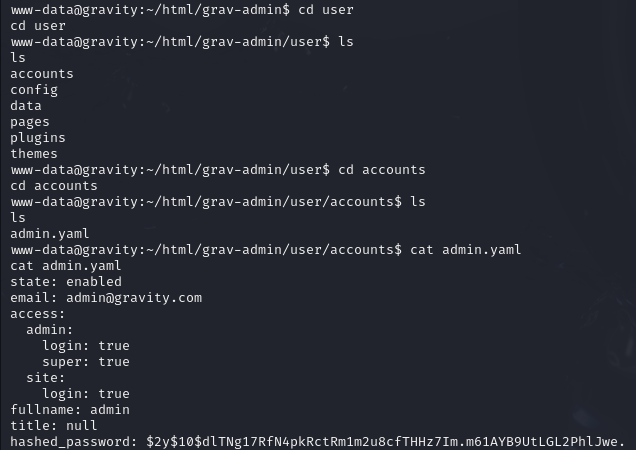 www-data@gravity:~/html/grav-admin$ cd user
cd user
www-data@gravity:~/html/grav-admin/user$ ls
ls
accounts
config
data
pages
plugins
themes
www-data@gravity:~/html/grav-admin/user$ cd accounts
cd accounts
www-data@gravity:~/html/grav-admin/user/accounts$ ls
ls
admin.yaml
www-data@gravity:~/html/grav-admin/user/accounts$ cat admin.yaml
cat admin.yaml
state: enabled
email: admin@gravity.com
access:
  admin:
    login: true
    super: true
  site:
    login: true
fullname: admin
title: null
hashed_password: $2y$10$dlTNg17RfN4pkRctRm1m2u8cfTHHz7Im.m61AYB9UtLGL2PhlJwe.